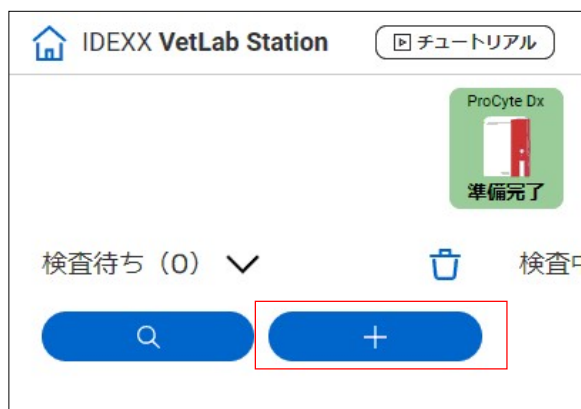 IDEXX VetLab Station
チュートリアル
ProCyte Dx
準備完了
検査待ち（0）
検査中